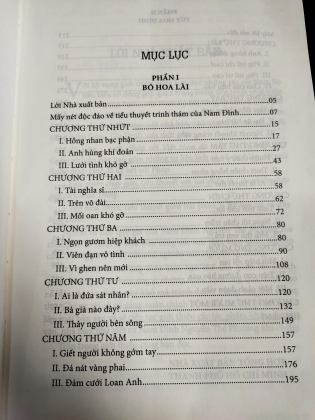 MỤC LỤC
PHẦN I
BÓ HOA LÀI
Lời Nhà xuất bản 05
Mấy nét độc đáo về tiểu thuyết trinh thám của Nam Đình 07
CHƯƠNG THỨ NHỨT 15
I. Hồng nhan bạc phận 17
II. Anh hùng khí đoản 27
III. Lưới tình khó gỡ 43
CHƯƠNG THỨ HAI 58
I. Tài nghĩa sĩ 58
II. Trên võ đài 62
III. Mối oan khó gỡ 72
CHƯƠNG THỨ BA 80
I. Ngọn gươm hiệp khách 80
II. Viên đạn vô tình 90
III. Vì ghen nên mới 108
CHƯƠNG THỨ TƯ 120
I. Ai là đứa sát nhân? 120
II. Bà già nào đây? 132
III. Thây người bên sông 149
CHƯƠNG THỨ NĂM 157
I. Giết người không gớm tay 157
II. Đá nát vàng phai 176
III. Đám cưới Loan Anh 195